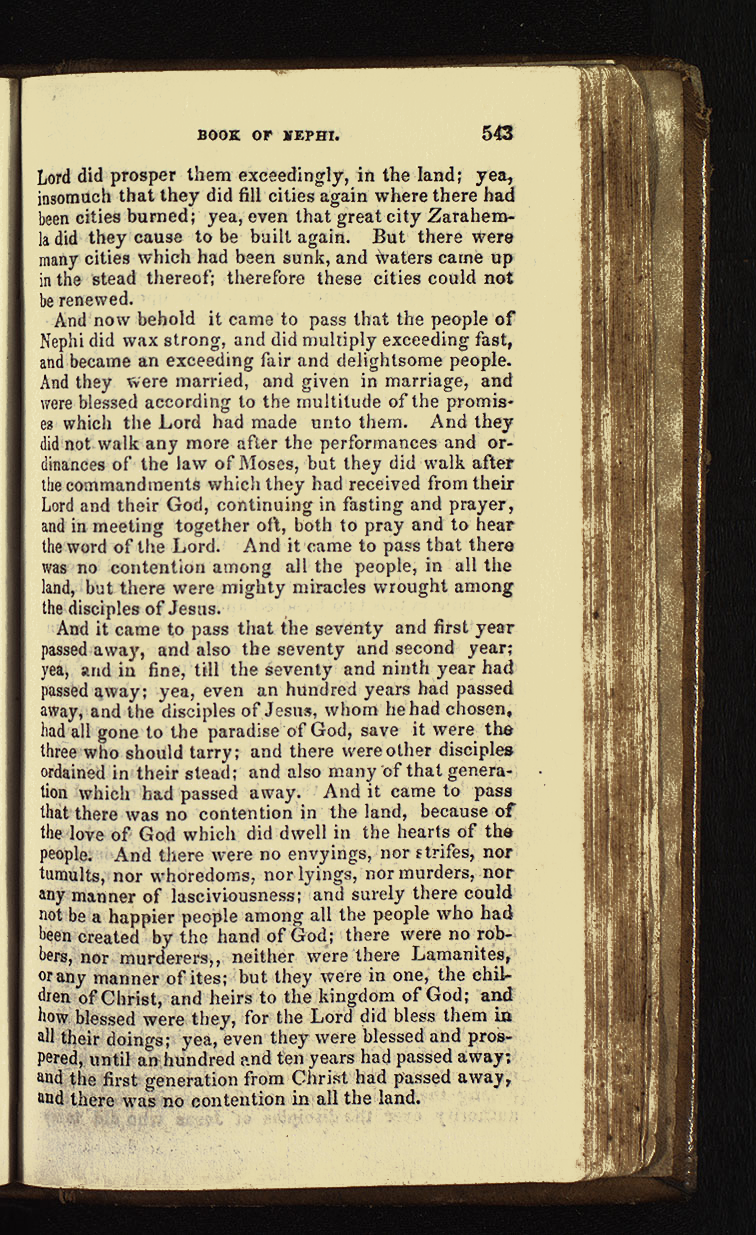 BOOK OF NEPHI. 543
Lord did prosper them exceedingly, in the land; yea,
insomuch that they did fill cities again where there had
been cities burned; yea, even that great city Zarahem-
la did they cause to be built again. But there were
many cities which had been sunk, and waters came up
in the stead thereof; therefore these cities could not
be renewed.
And now behold it came to pass that the people of
Nephi did wax strong, and did multiply exceeding fast,
and became an exceeding fair and delightsome people.
And they were married, and given in marriage, and
were blessed according to the multitude of the promis-
es which the Lord had made unto them. And they
did not walk any more after the performances and or-
dinances of the law of Moses, but they did walk after
the commandments which they had received from their
Lord and their God, continuing in fasting and prayer,
and in meeting together oft, both to pray and to hear
the word of the Lord. And it came to pass that there
was no contention among all the people, in all the
land, but there were mighty miracles wrought among
the disciples of Jesus.
And it came to pass that the seventy and first year
passed away, and also the seventy and second year;
yea, and in fine, till the seventy and ninth year had
passed away; yea, even an hundred years had passed
away, and the disciples of Jesus, whom he had chosen,
had all gone to the paradise of God, save it were the
three who should tarry; and there were other disciples
ordained in their stead; and also many of that genera-
tion which had passed away. And it came to pass
that there was no contention in the land, because of
the love of God which did dwell in the hearts of the
people. And there were no envyings, nor strifes, nor
tumults, nor whoredoms, nor lyings, nor murders, nor
any manner of lasciviousness; and surely there could
not be a happier people among all the people who had
been created by the hand of God; there were no rob-
bers, nor murderers,, neither were there Lamanites,
or any manner of ites; but they were in one, the chil-
dren of Christ, and heirs to the kingdom of God; and
how blessed were they, for the Lord did bless them in
all their doings; yea, even they were blessed and pros-
pered, until an hundred and ten years had passed away;
and the first generation from Christ had passed away,
and there was no contention in all the land.